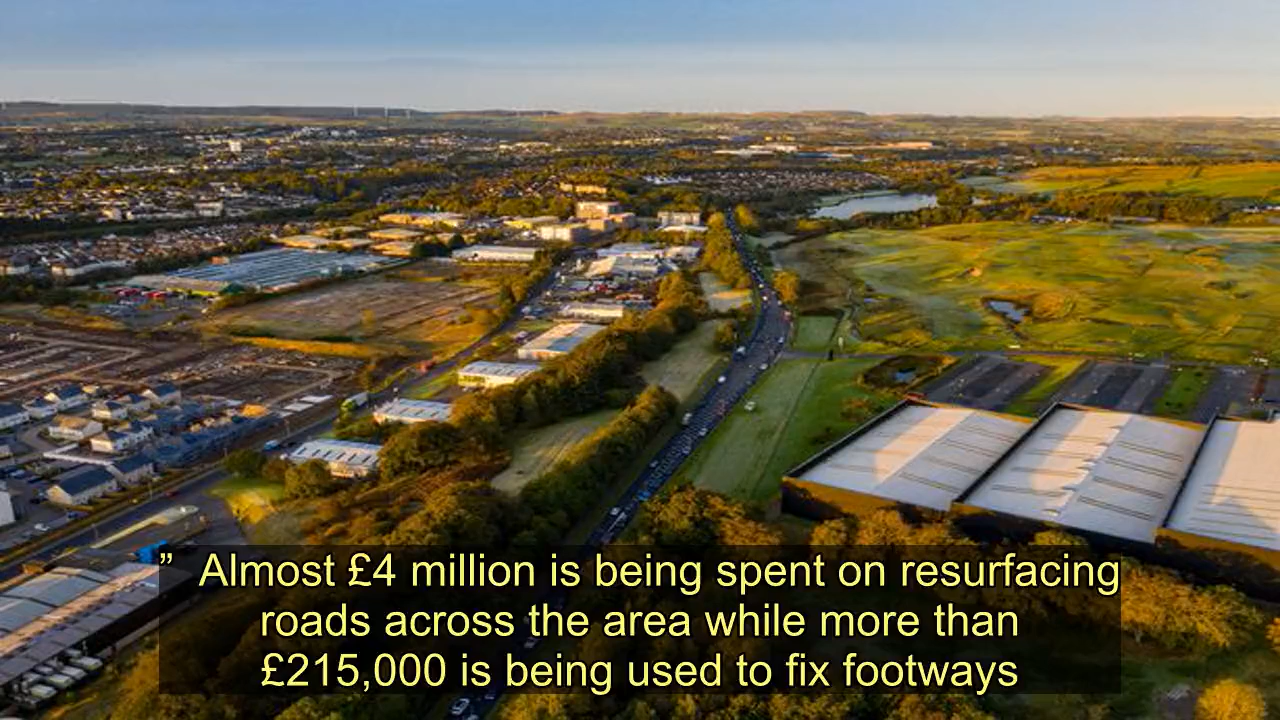 ”  Almost £4 million is being spent on resurfacing
roads across the area while more than
£215,000 is being used to fix footways